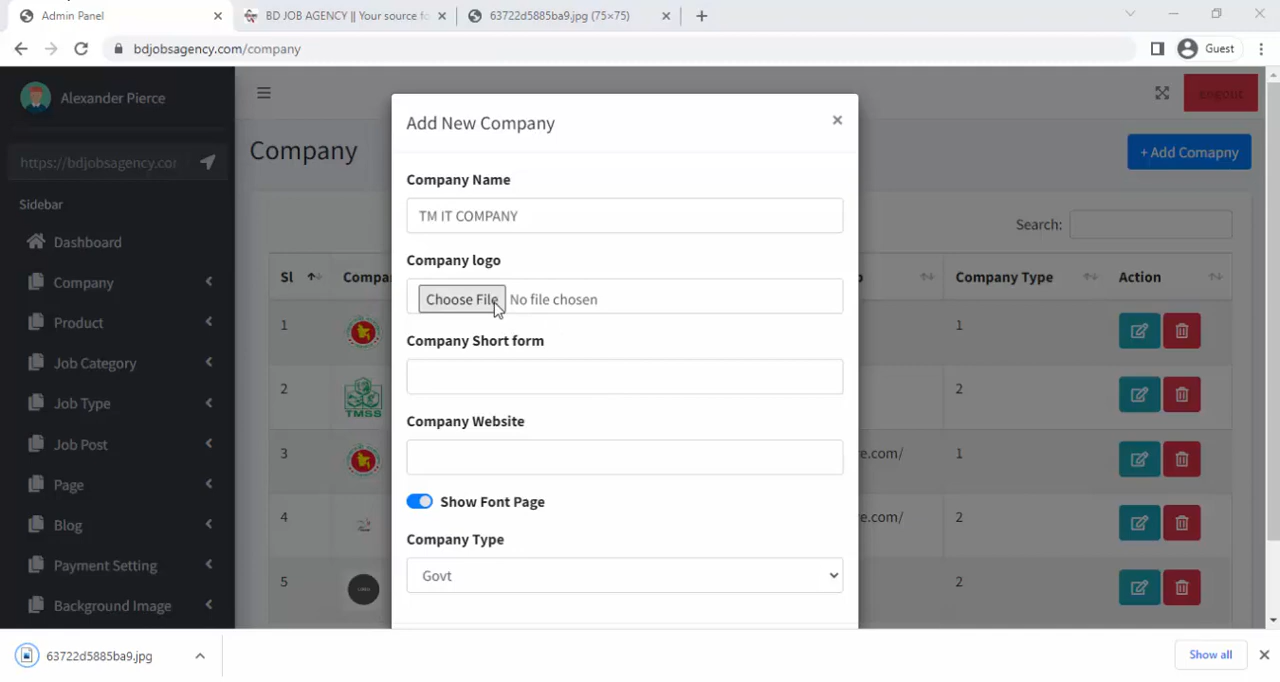 Admin Panel
BD JOB AGENCY || Your source fo
63722d5885ba9.jpg (75×75)
bdjobsagency.com/company
Guest
Alexander Pierce
Logout
https://bdjobsagency.cor
Sidebar
Dashboard
Company
Product
Job Category
Job Type
Job Post
Page
Blog
Payment Setting
Background Image
Company
+ Add Comapny
Search:
Sl
Compa
Company Type
Action
1
1
2
TMSS
2
3
e.com/
1
4
e.com/
2
5
2
Add New Company
Company Name
TM IT COMPANY
Company logo
Choose File No file chosen
Company Short form
Company Website
Show Font Page
Company Type
Govt
63722d5885ba9.jpg
Show all